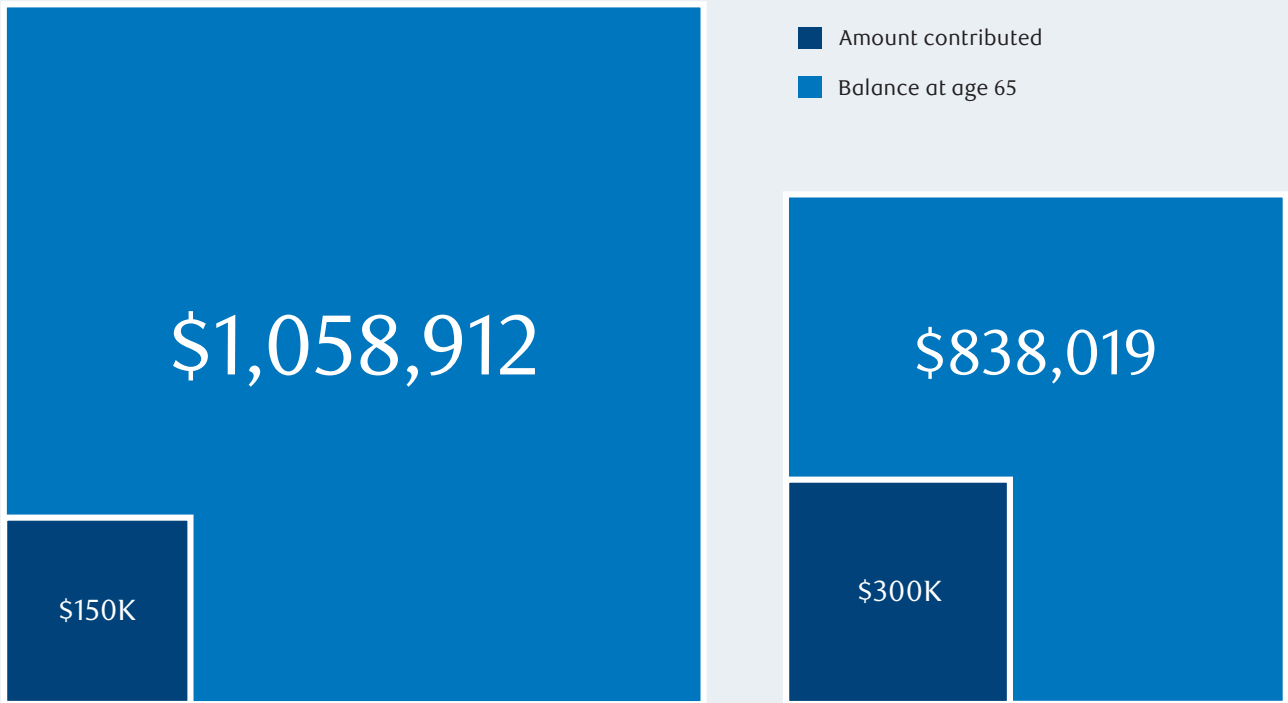 Amount contributed
Balance at age 65
$1,058,912
$838,019
$150K
$300K